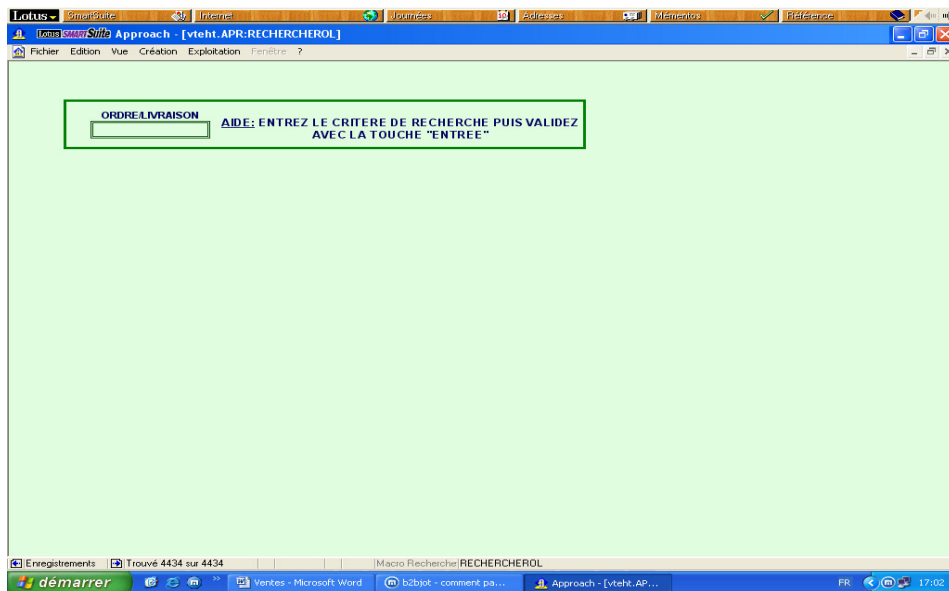 Lotus SmartSuite Internet Journées 10 Adresses Mémentos Référence
Lotus SMARTSuite Approach - [vteht.APR:RECHERCHEROL]
Fichier Edition Vue Création Exploitation Fenêtre ?
ORDRE/LIVRAISON
AIDE: ENTREZ LE CRITERE DE RECHERCHE PUIS VALIDEZ
AVEC LA TOUCHE "ENTREE"
Enregistrements Trouvé 4434 sur 4434 Macro Recherche RECHERCHEROL
démarrer Ventes - Microsoft Word b2bjot - comment pa... Approach - [vteht.AP... FR 17:02